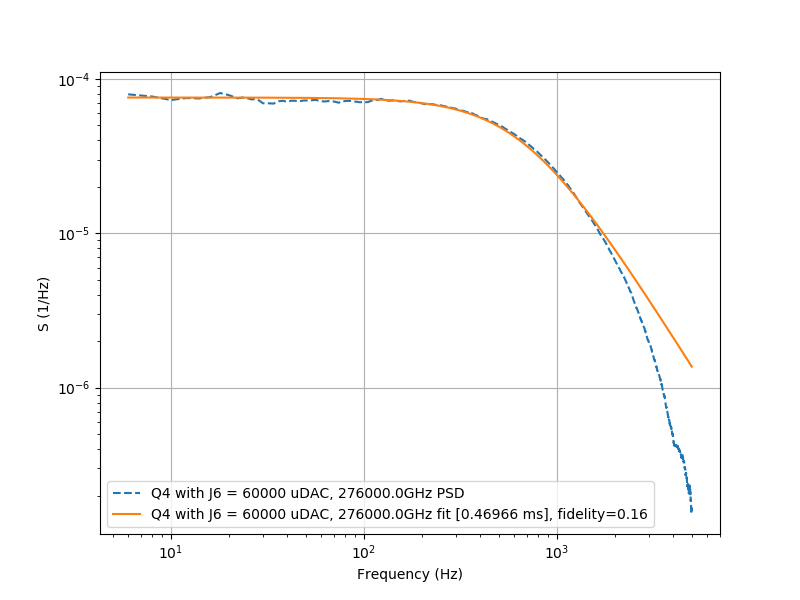 10⁻⁴
10⁻⁵
10⁻⁶
S (1/Hz)
Q4 with J6 = 60000 uDAC, 276000.0GHz PSD
Q4 with J6 = 60000 uDAC, 276000.0GHz fit [0.46966 ms], fidelity=0.16
10¹
10²
10³
Frequency (Hz)